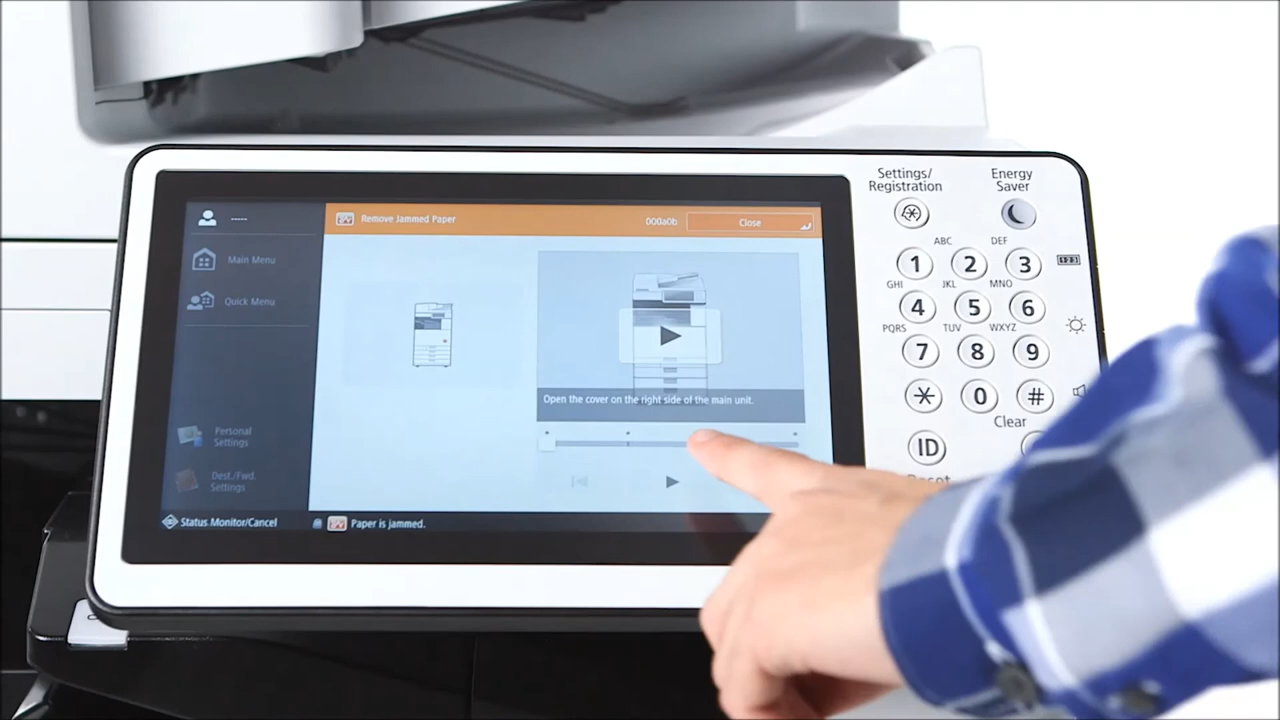 Settings/
Registration
Energy
Saver
-----
Remove Jammed Paper
000a0b
Close
Main Menu
Quick Menu
Open the cover on the right side of the main unit.
Personal
Settings
Dest./Fwd.
Settings
Status Monitor/Cancel
Paper is jammed.
ABC DEF
1 2 3
GHI JKL MNO
4 5 6
PQRS TUV WXYZ
7 8 9
* 0 #
Clear
ID
Reset